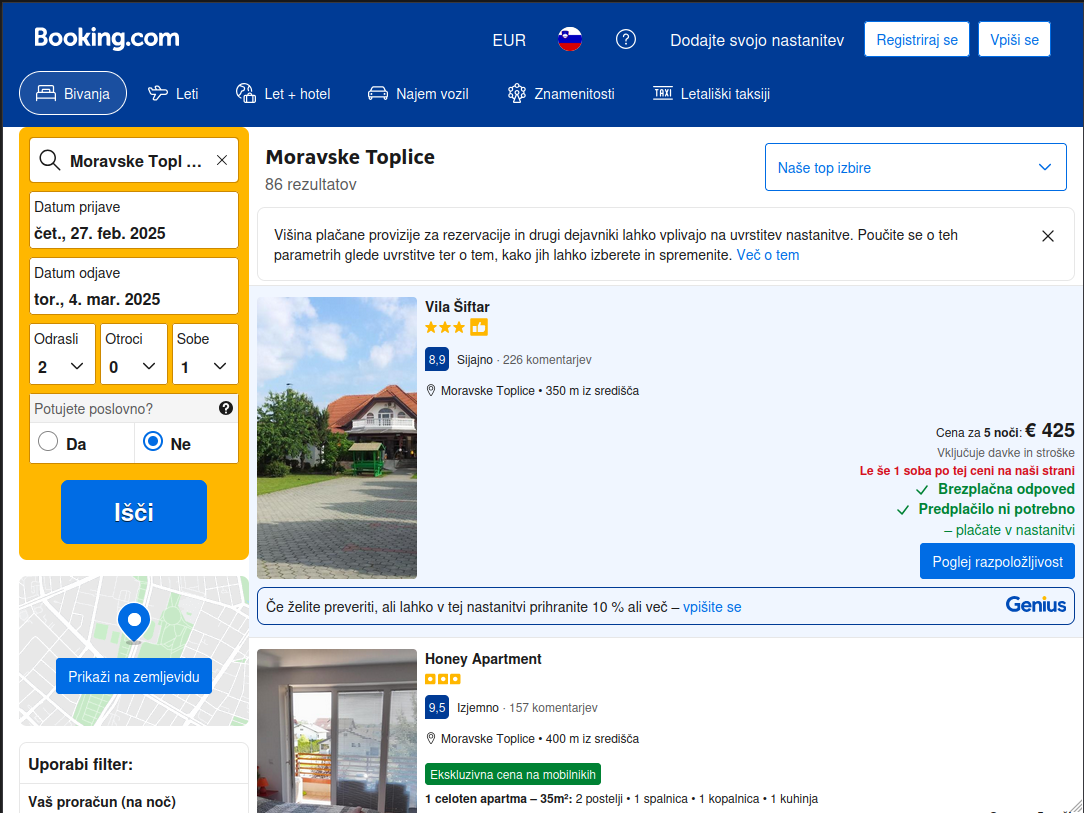 Booking.com
EUR
Dodajte svojo nastanitev
Registriraj se
Vpiši se
Bivanja
Leti
Let + hotel
Najem vozil
Znamenitosti
TAXI
Letališki taksiji
Moravske Topl ...
Datum prijave
čet., 27. feb. 2025
Datum odjave
tor., 4. mar. 2025
Odrasli
Otroci
Sobe
2
0
1
Potujete poslovno?
Da
Ne
Išči
Prikaži na zemljevidu
Uporabi filter:
Vaš proračun (na noč)
Moravske Toplice
86 rezultatov
Naše top izbire
Višina plačane provizije za rezervacije in drugi dejavniki lahko vplivajo na uvrstitev nastanitve. Poučite se o teh
parametrih glede uvrstitve ter o tem, kako jih lahko izberete in spremenite. Več o tem
Vila Šiftar
8,9 Sijajno · 226 komentarjev
Moravske Toplice • 350 m iz središča
Cena za 5 noči: € 425
Vključuje davke in stroške
Le še 1 soba po tej ceni na naši strani
Brezplačna odpoved
Predplačilo ni potrebno
– plačate v nastanitvi
Poglej razpoložljivost
Če želite preveriti, ali lahko v tej nastanitvi prihranite 10 % ali več – vpišite se
Genius
Honey Apartment
9,5 Izjemno · 157 komentarjev
Moravske Toplice • 400 m iz središča
Ekskluzivna cena na mobilnikih
1 celoten apartma – 35m²: 2 postelji • 1 spalnica • 1 kopalnica • 1 kuhinja